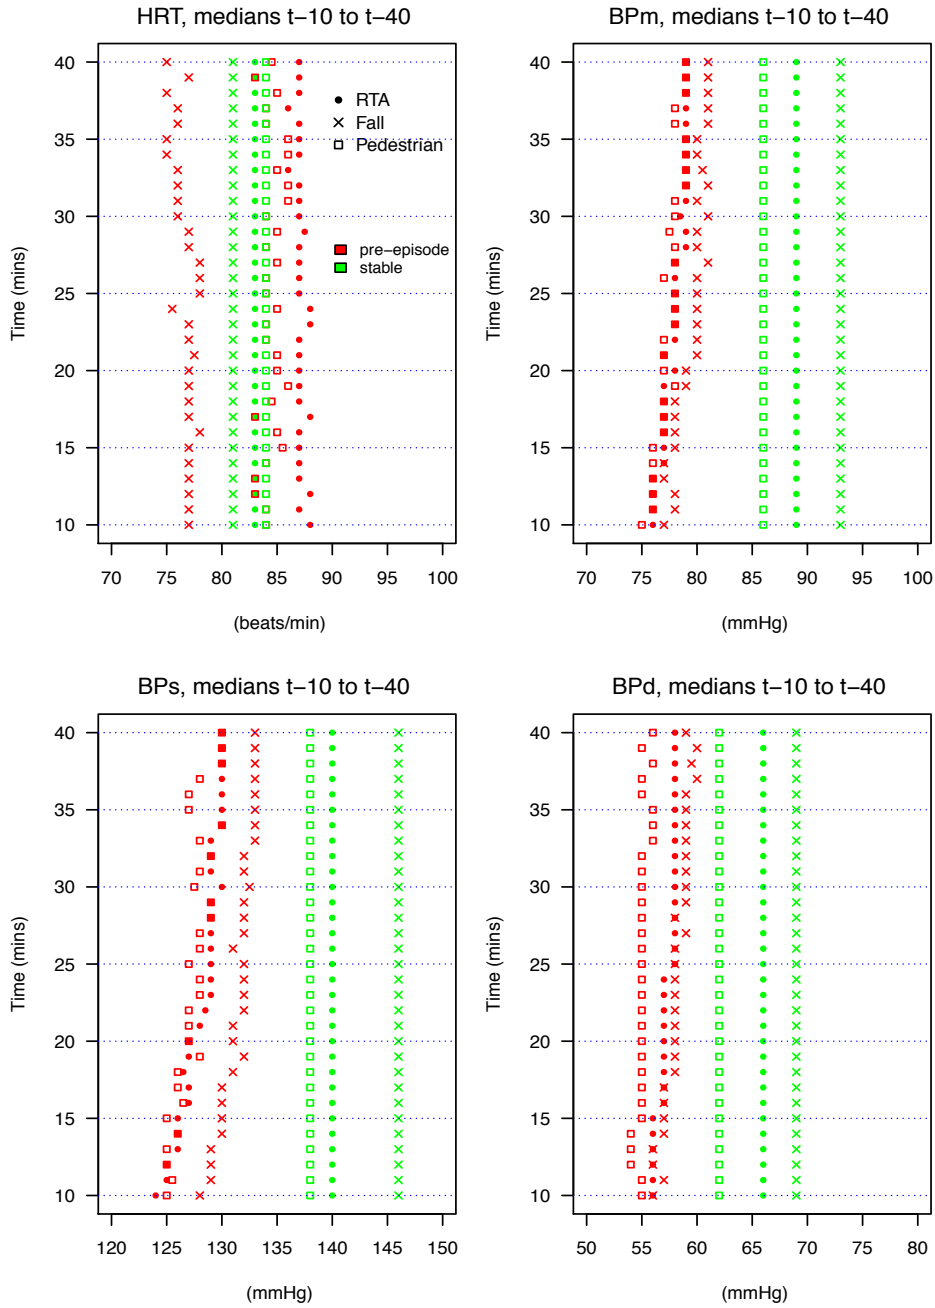 HRT, medians t−10 to t−40
BPm, medians t−10 to t−40
Time (mins)
40
35
30
25
20
15
10
RTA
Fall
Pedestrian
pre−episode
stable
70 75 80 85 90 95 100
(beats/min)
Time (mins)
40
35
30
25
20
15
10
70 75 80 85 90 95 100
(mmHg)
BPs, medians t−10 to t−40
BPd, medians t−10 to t−40
Time (mins)
40
35
30
25
20
15
10
120 125 130 135 140 145 150
(mmHg)
Time (mins)
40
35
30
25
20
15
10
50 55 60 65 70 75 80
(mmHg)